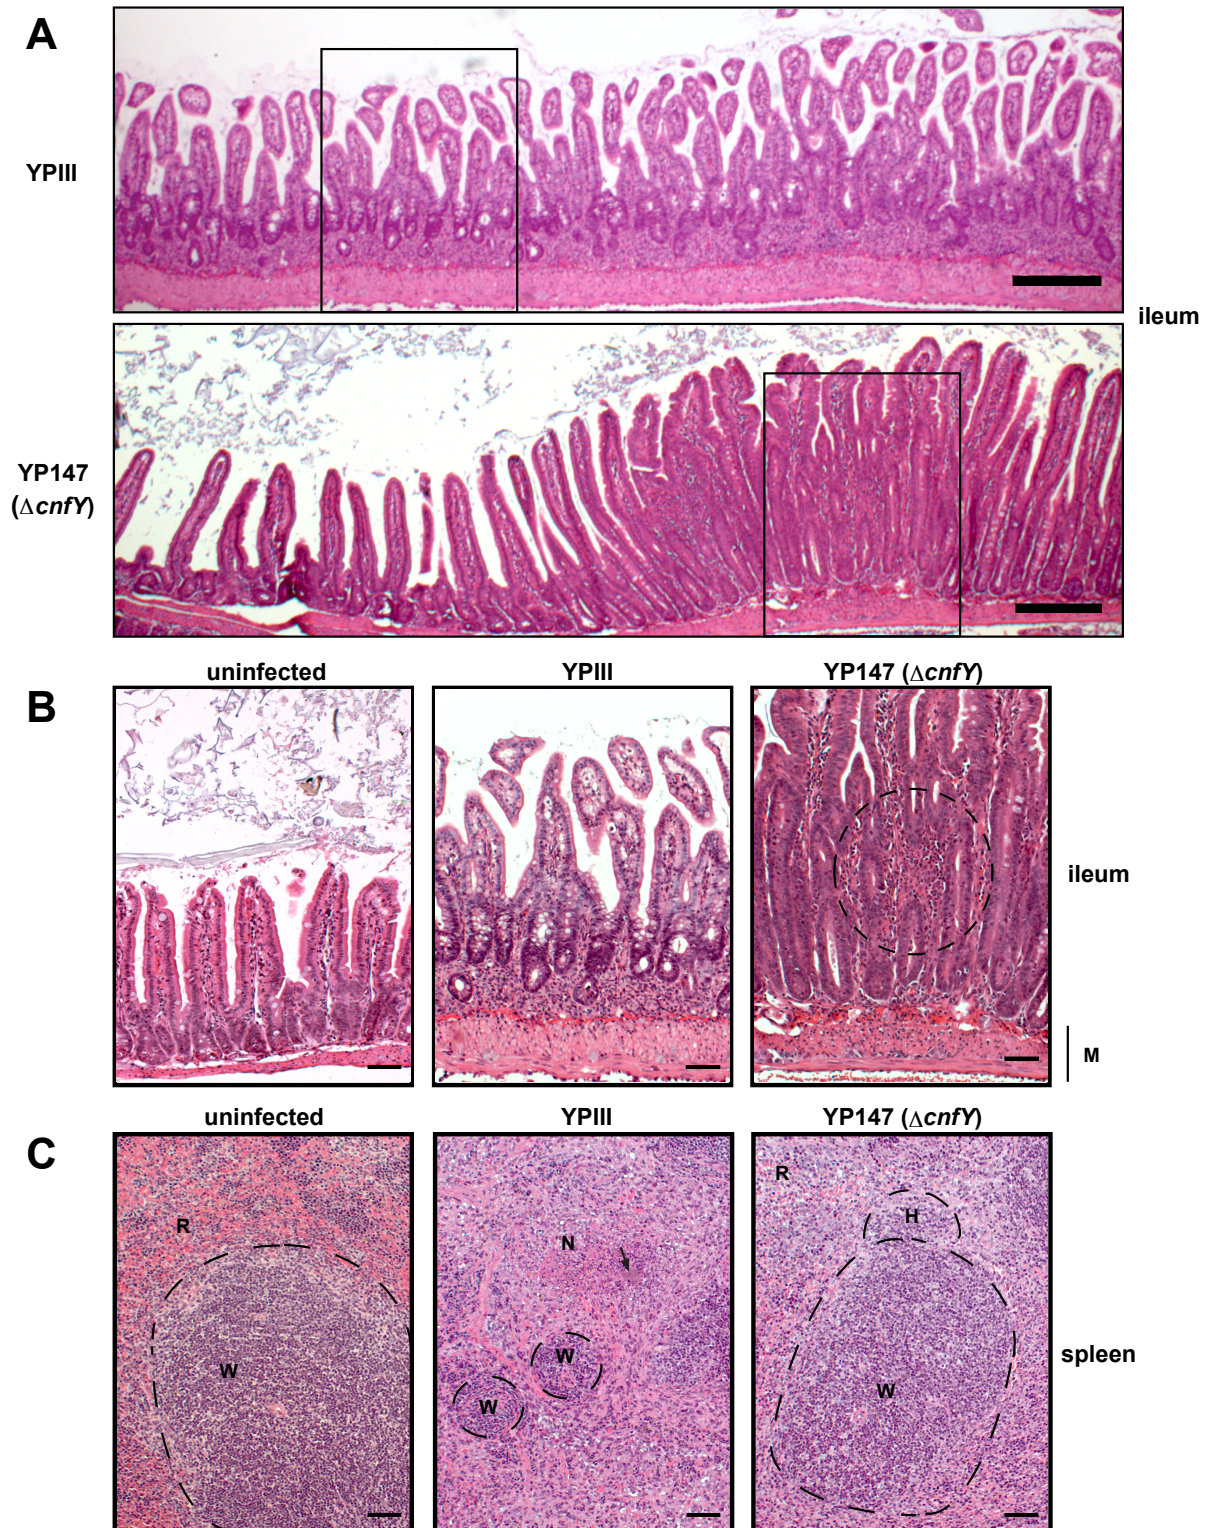 A
YPIII
ileum
YP147
(ΔcnfY)
B
uninfected
YPIII
YP147 (ΔcnfY)
ileum
M
C
uninfected
YPIII
YP147 (ΔcnfY)
R
W
N
W
W
R
H
W
spleen